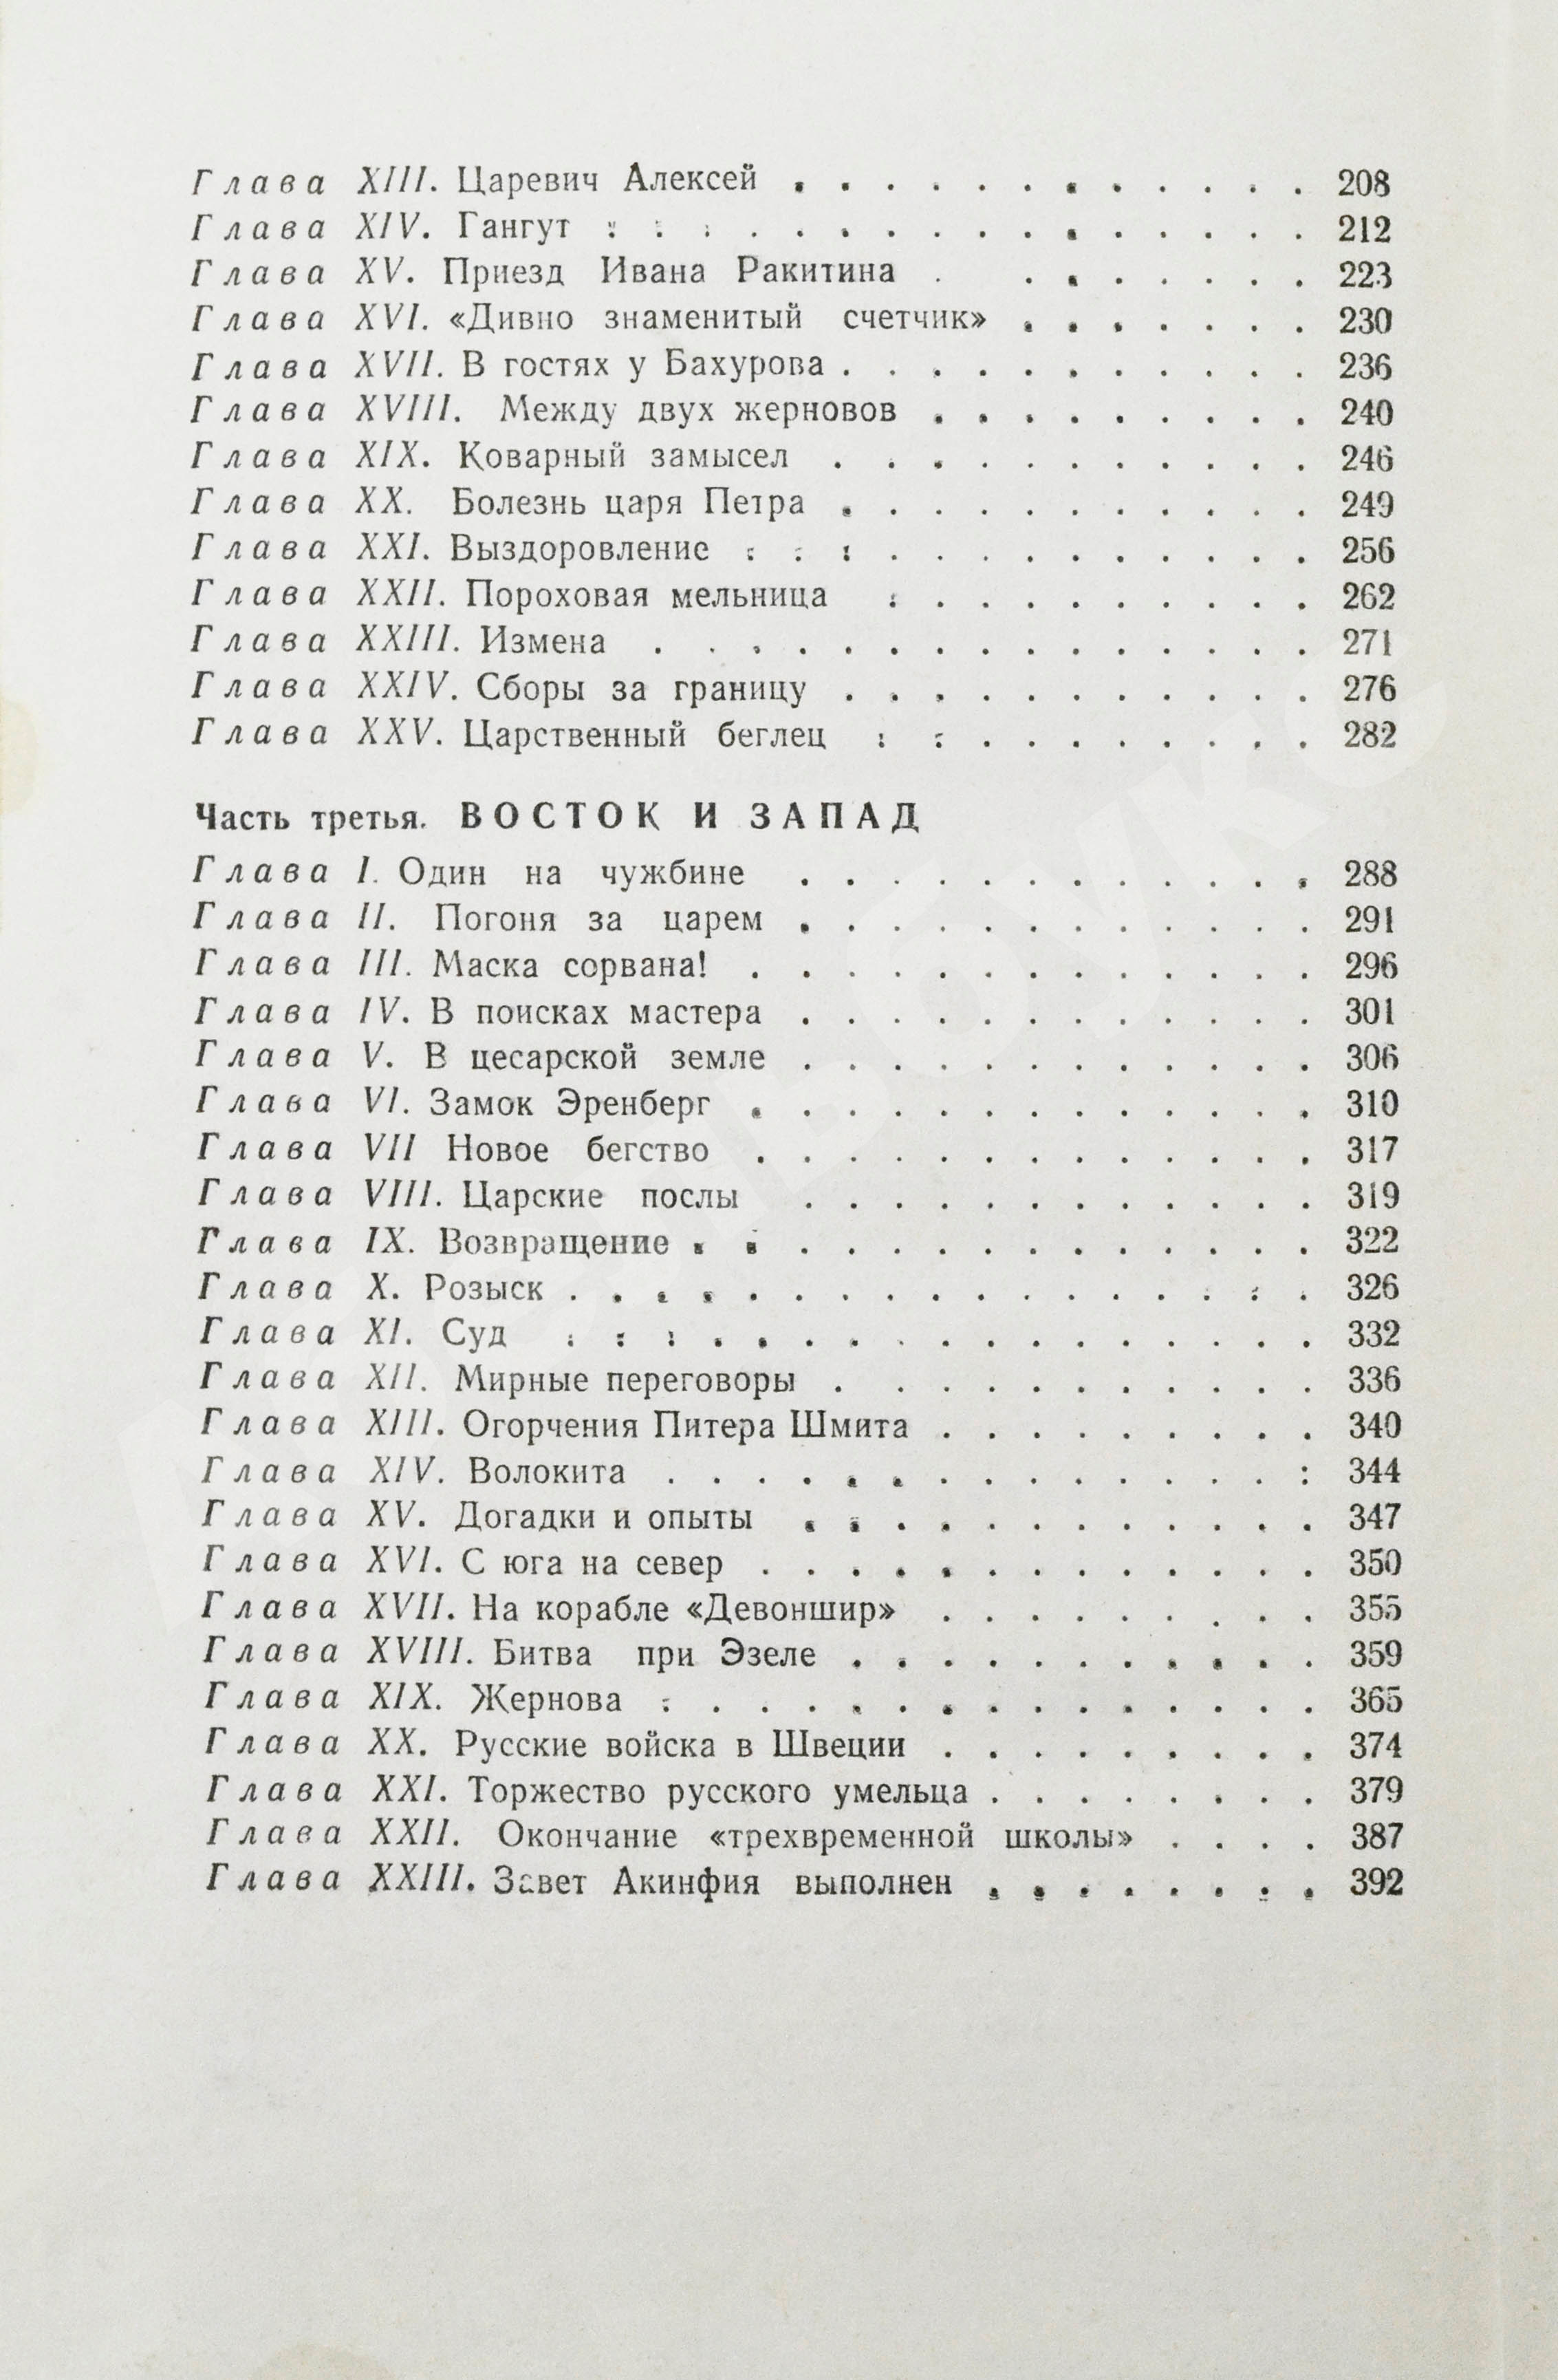 Глава XIII. Царевич Алексей . . . . . . . . . . . . 208
Глава XIV. Гангут . . . . . . . . . . . . . . . . 212
Глава XV. Приезд Ивана Ракитина . . . . . . . . 223
Глава XVI. «Дивно знаменитый счетчик» . . . . . . . 230
Глава XVII. В гостях у Бахурова . . . . . . . . . . . 236
Глава XVIII. Между двух жерновов . . . . . . . . . 240
Глава XIX. Коварный замысел . . . . . . . . . . . 246
Глава XX. Болезнь царя Петра . . . . . . . . . . . 249
Глава XXI. Выздоровление . . . . . . . . . . . . . 256
Глава XXII. Пороховая мельница . . . . . . . . . . 262
Глава XXIII. Измена . . . . . . . . . . . . . . . 271
Глава XXIV. Сборы за границу . . . . . . . . . . . 276
Глава XXV. Царственный беглец . . . . . . . . . . 282
Часть третья. ВОСТОК И ЗАПАД
Глава I. Один на чужбине . . . . . . . . . . . . 288
Глава II. Погоня за царем . . . . . . . . . . . . 291
Глава III. Маска сорвана! . . . . . . . . . . . . . 296
Глава IV. В поисках мастера . . . . . . . . . . . . 301
Глава V. В цесарской земле . . . . . . . . . . . . 306
Глава VI. Замок Эренберг . . . . . . . . . . . . . 310
Глава VII Новое бегство . . . . . . . . . . . . . 317
Глава VIII. Царские послы . . . . . . . . . . . . 319
Глава IX. Возвращение . . . . . . . . . . . . . . 322
Глава X. Розыск . . . . . . . . . . . . . . . . . 326
Глава XI. Суд . . . . . . . . . . . . . . . . . 332
Глава XII. Мирные переговоры . . . . . . . . . . . 336
Глава XIII. Огорчения Питера Шмита . . . . . . . . . 340
Глава XIV. Волокита . . . . . . . . . . . . . . : 344
Глава XV. Догадки и опыты . . . . . . . . . . . . 347
Глава XVI. С юга на север . . . . . . . . . . . . . 350
Глава XVII. На корабле «Девоншир» . . . . . . . . . 355
Глава XVIII. Битва при Эзеле . . . . . . . . . . . 359
Глава XIX. Жернова . . . . . . . . . . . . . . . 365
Глава XX. Русские войска в Швеции . . . . . . . . . 374
Глава XXI. Торжество русского умельца . . . . . . . . 379
Глава XXII. Окончание «трехвременной школы» . . . . 387
Глава XXIII. Завет Акинфия выполнен . . . . . . . . 392